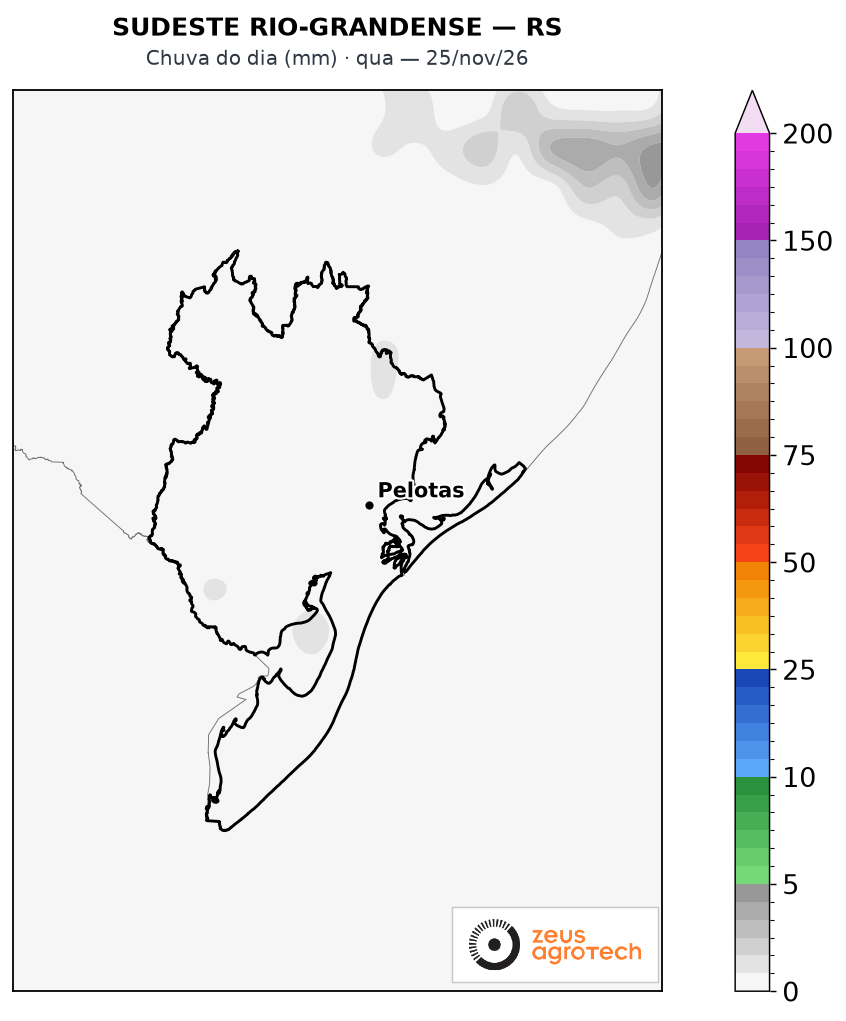 SUDESTE RIO-GRANDENSE — RS
Chuva do dia (mm) · qua — 25/nov/26
200
150
100
75
50
25
10
5
0
Pelotas
zeus
agrotech